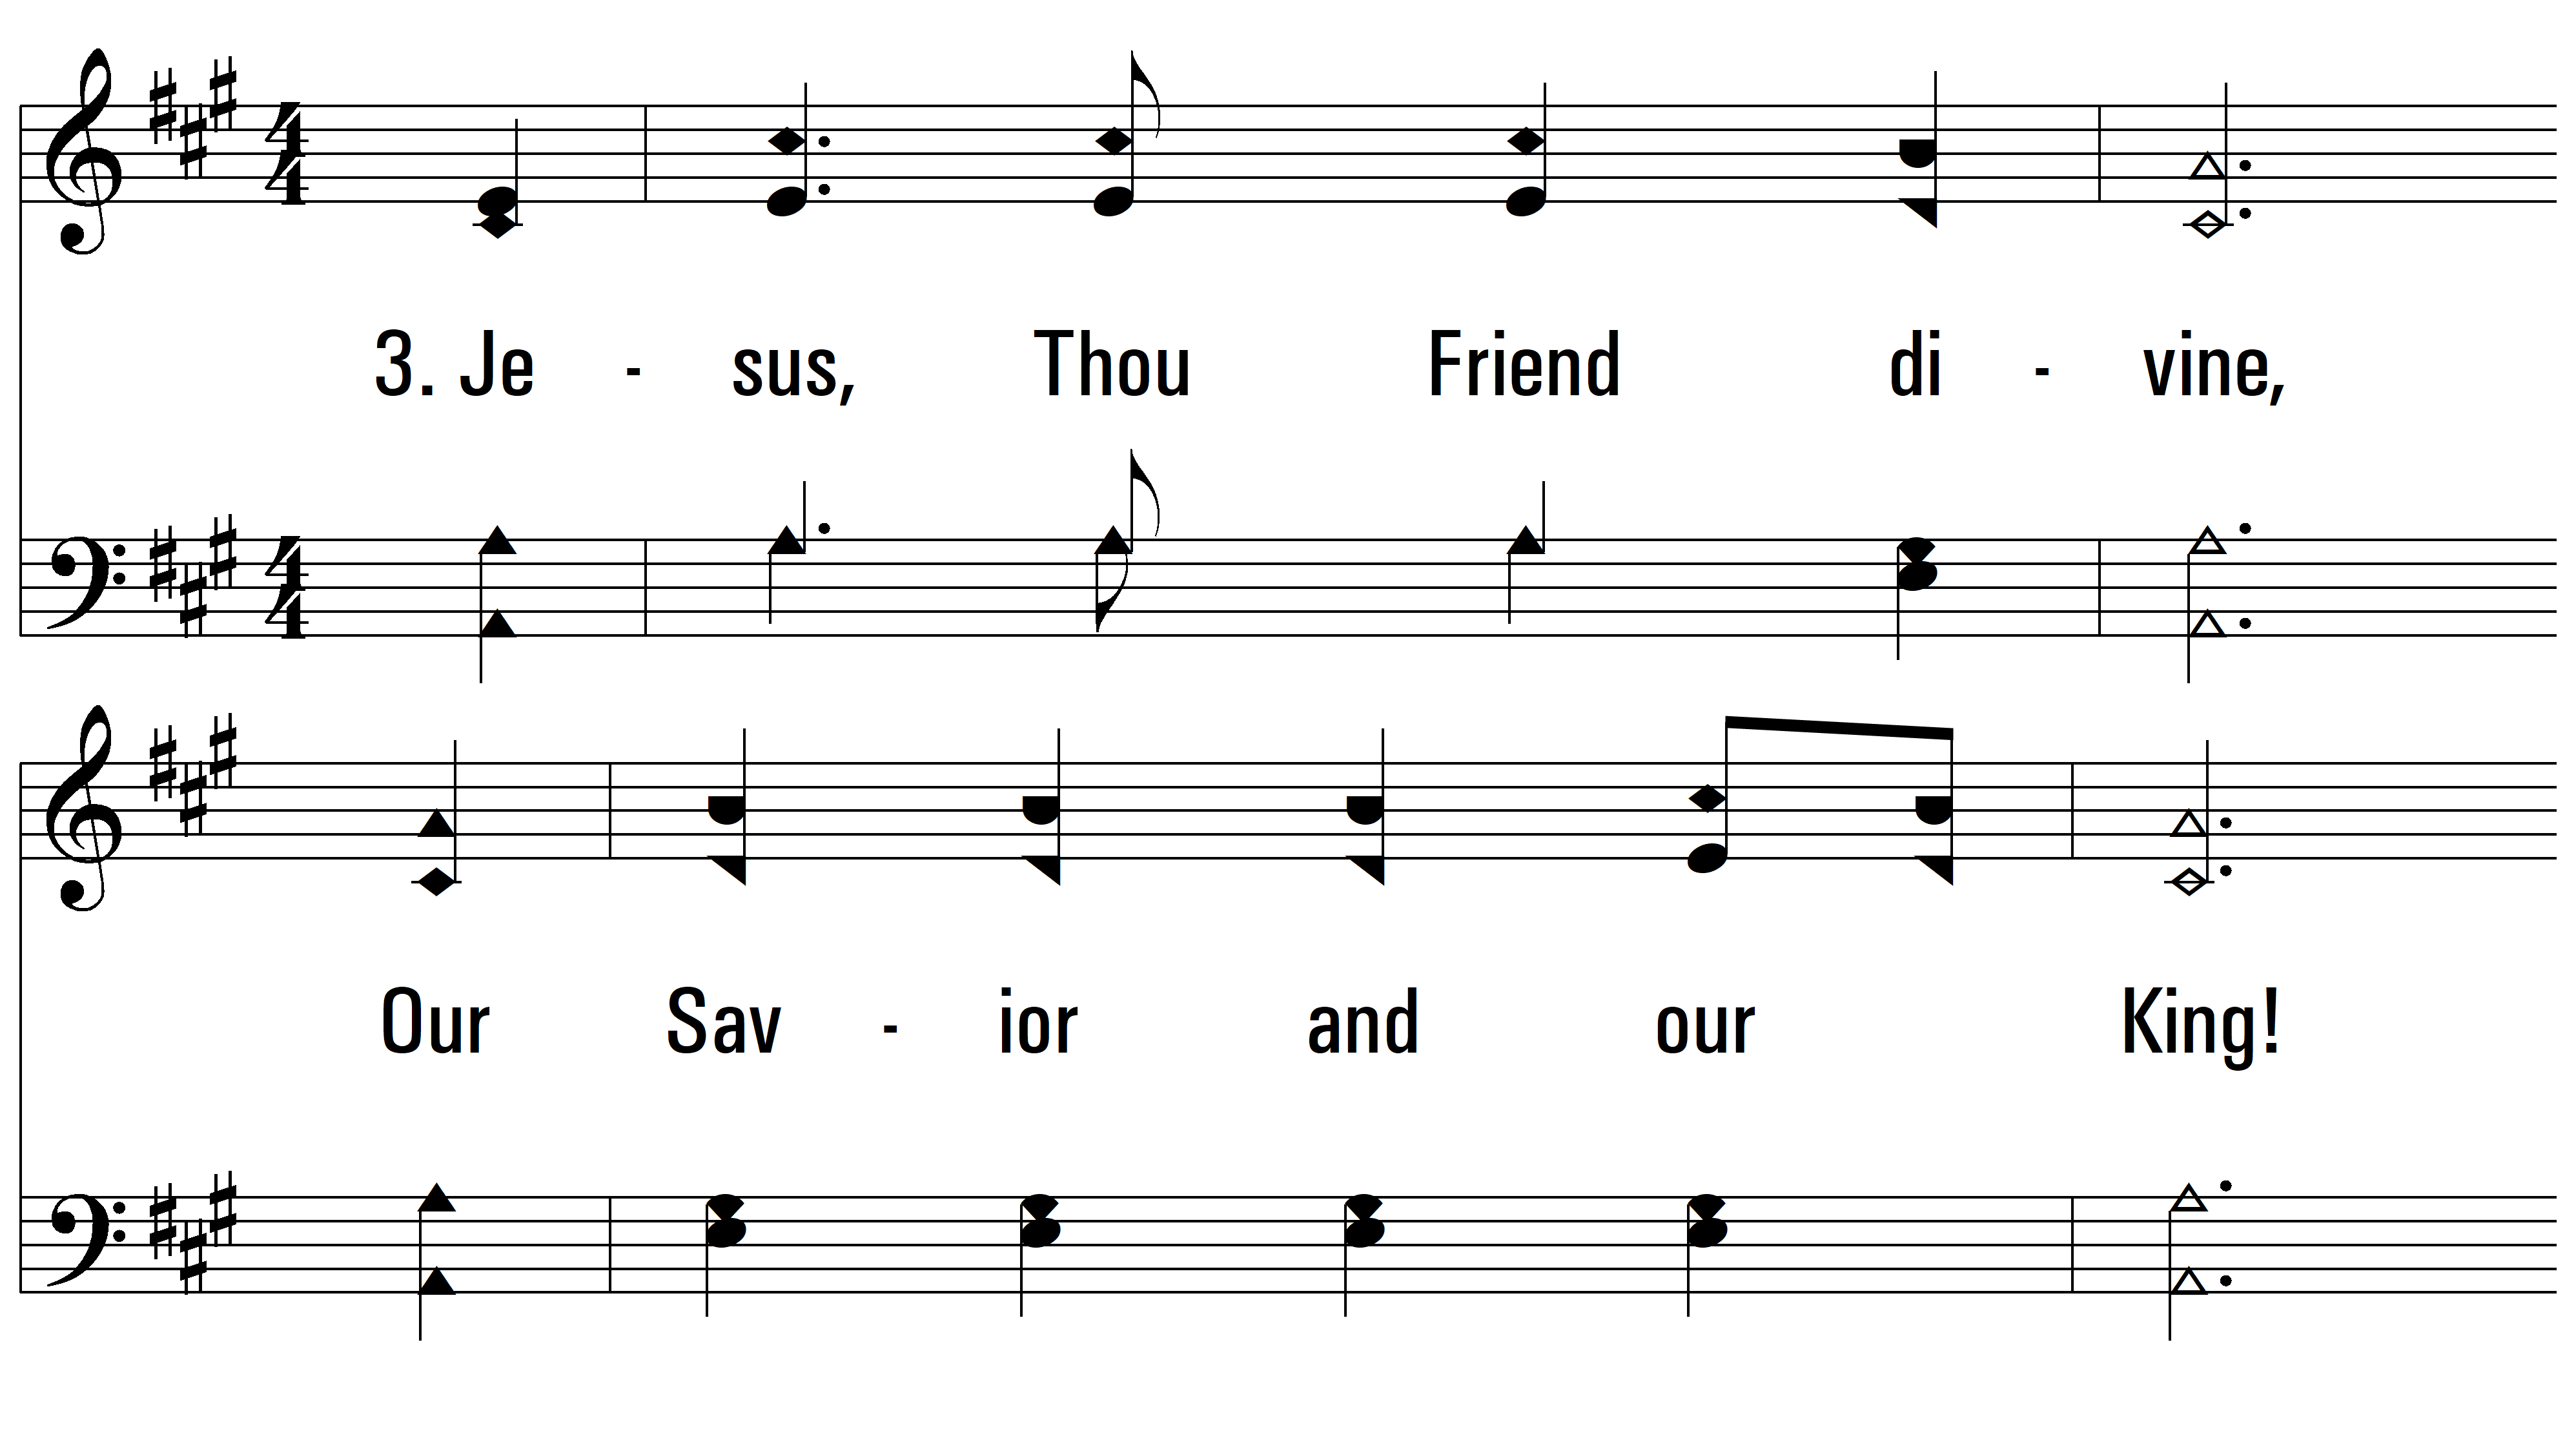 3. Je - sus, Thou Friend di - vine,
Our Sav - ior and our King!